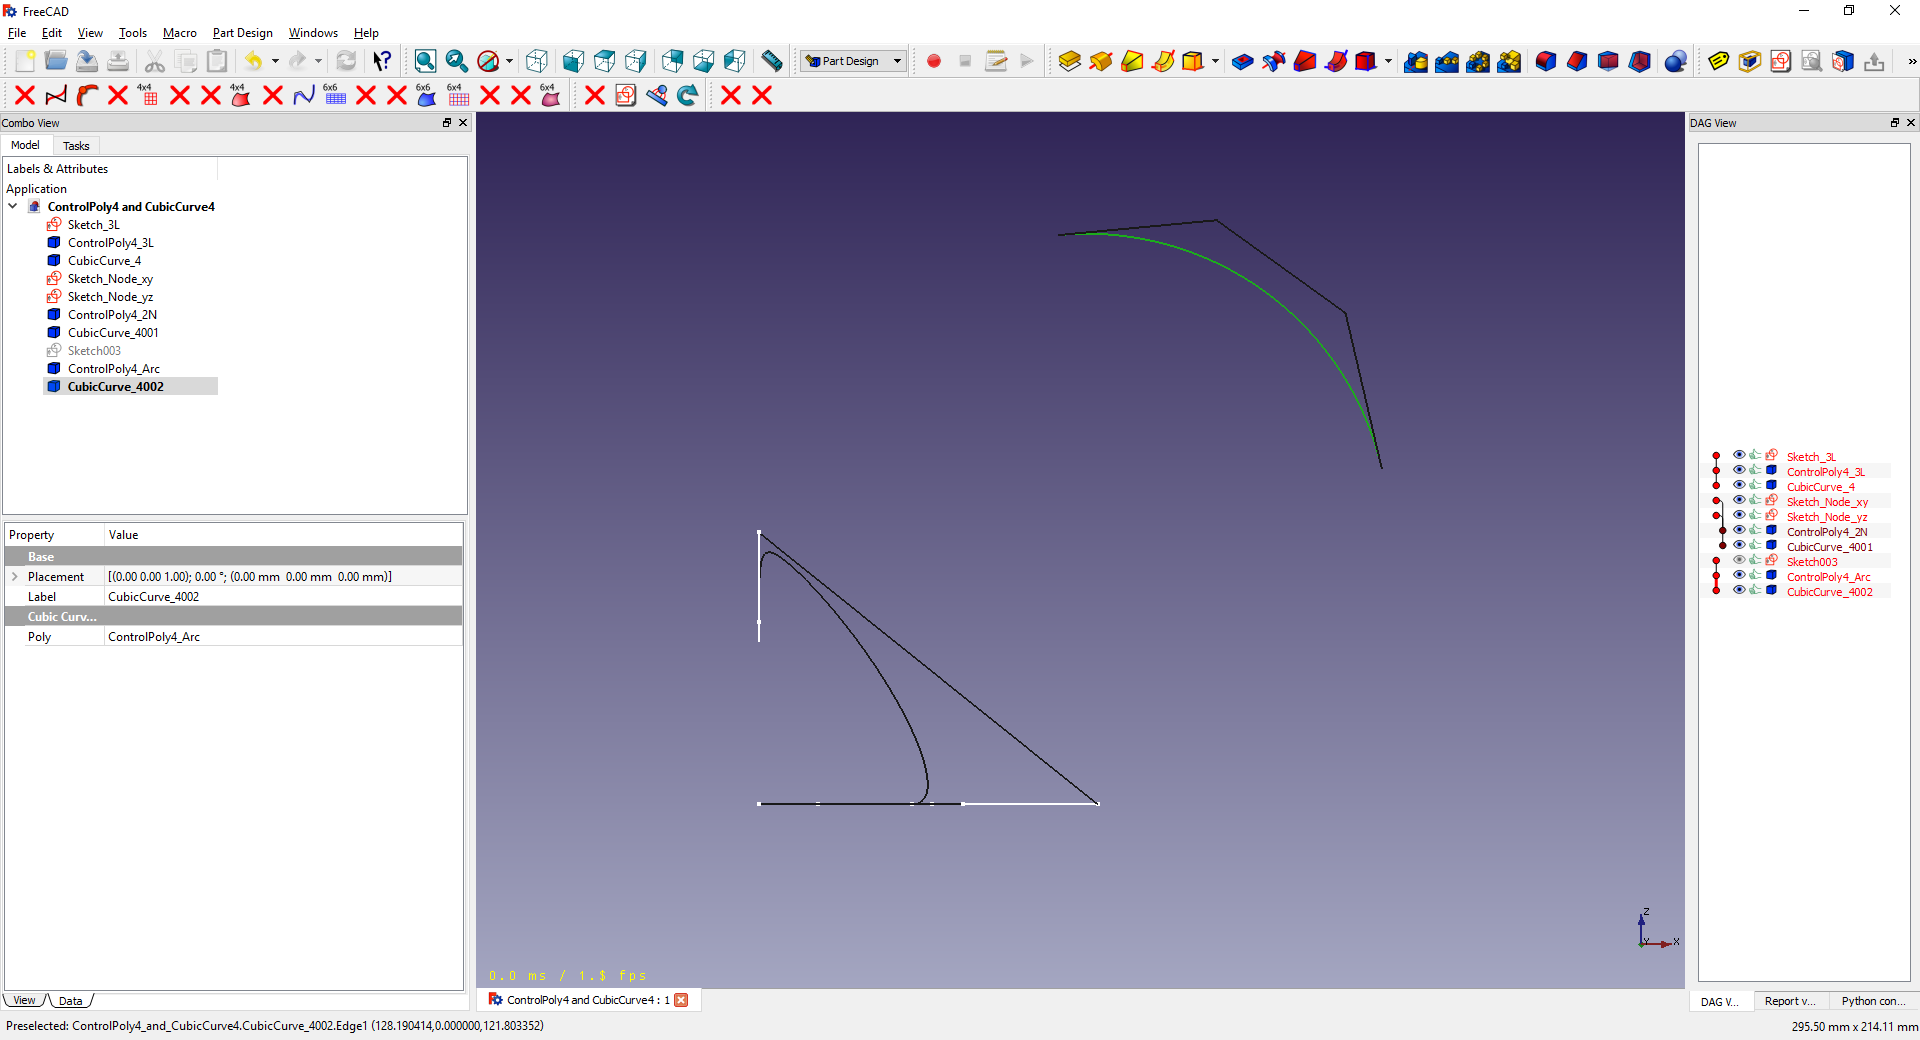 FreeCAD
File Edit View Tools Macro Part Design Windows Help
Part Design
4x4 4x4 6x6 6x6 6x4 6x4
Combo View
Model Tasks
Labels & Attributes
Application
ControlPoly4 and CubicCurve4
Sketch_3L
ControlPoly4_3L
CubicCurve_4
Sketch_Node_xy
Sketch_Node_yz
ControlPoly4_2N
CubicCurve_4001
Sketch003
ControlPoly4_Arc
CubicCurve_4002
Property Value
Base
Placement [(0.00 0.00 1.00); 0.00 °; (0.00 mm 0.00 mm 0.00 mm)]
Label CubicCurve_4002
Cubic Curv...
Poly ControlPoly4_Arc
View Data
0.0 ms / 1.$ fps
Z
Y X
ControlPoly4 and CubicCurve4 : 1
DAG View
Sketch_3L
ControlPoly4_3L
CubicCurve_4
Sketch_Node_xy
Sketch_Node_yz
ControlPoly4_2N
CubicCurve_4001
Sketch003
ControlPoly4_Arc
CubicCurve_4002
DAG V... Report v... Python con...
Preselected: ControlPoly4_and_CubicCurve4.CubicCurve_4002.Edge1 (128.190414,0.000000,121.803352)
295.50 mm x 214.11 mm